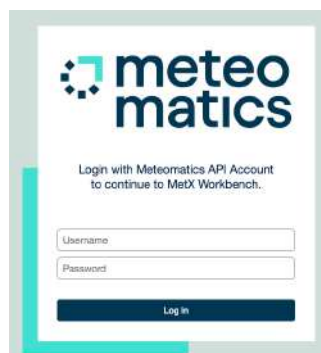 meteo
matics
Login with Meteomatics API Account
to continue to MetX Workbench.
Username
Password
Log in